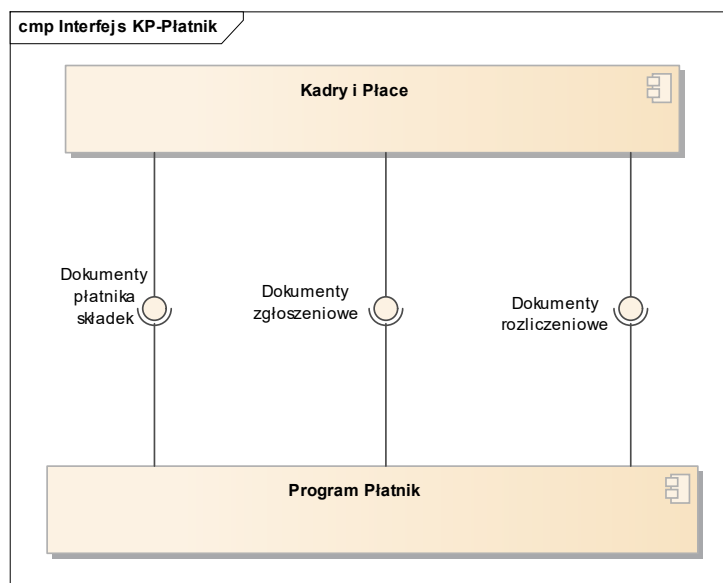 cmp Interfejs KP-Płatnik
Kadry i Płace
Dokumenty
płatnika
składek
Dokumenty
zgłoszeniowe
Dokumenty
rozliczeniowe
Program Płatnik